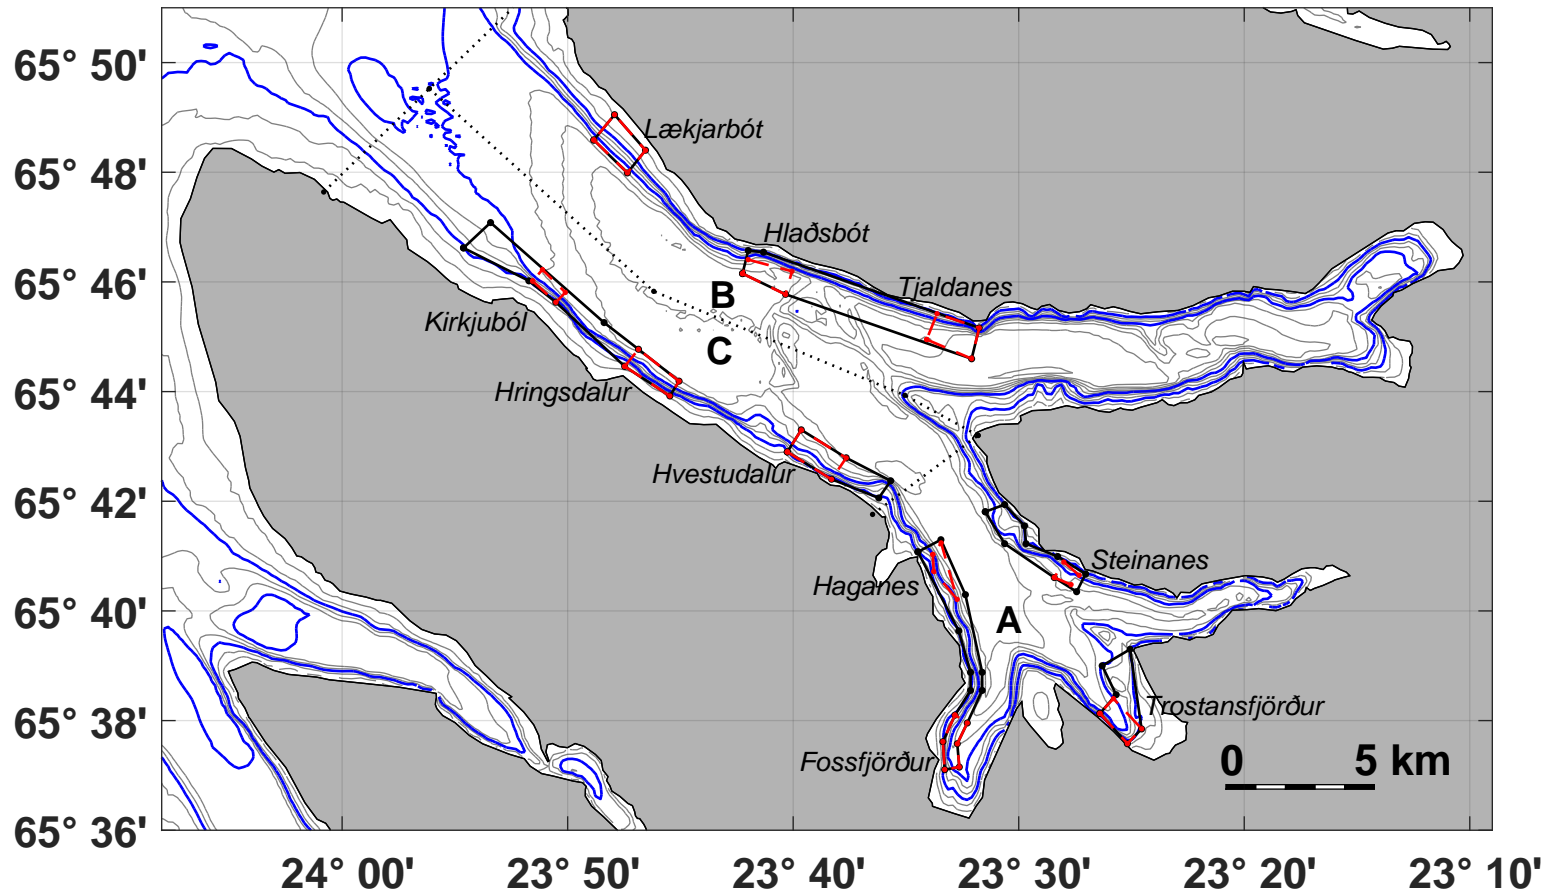 65° 50'
Lækjarbót
65° 48'
Hlaðsbót
65° 46'
B
Tjaldanes
Kirkjuból
C
65° 44'
Hringsdalur
Hvestudalur
65° 42'
Steinanes
Haganes
65° 40'
A
65° 38'
Trostansfjörður
Fossfjörður
0 5 km
65° 36'
24° 00' 23° 50' 23° 40' 23° 30' 23° 20' 23° 10'